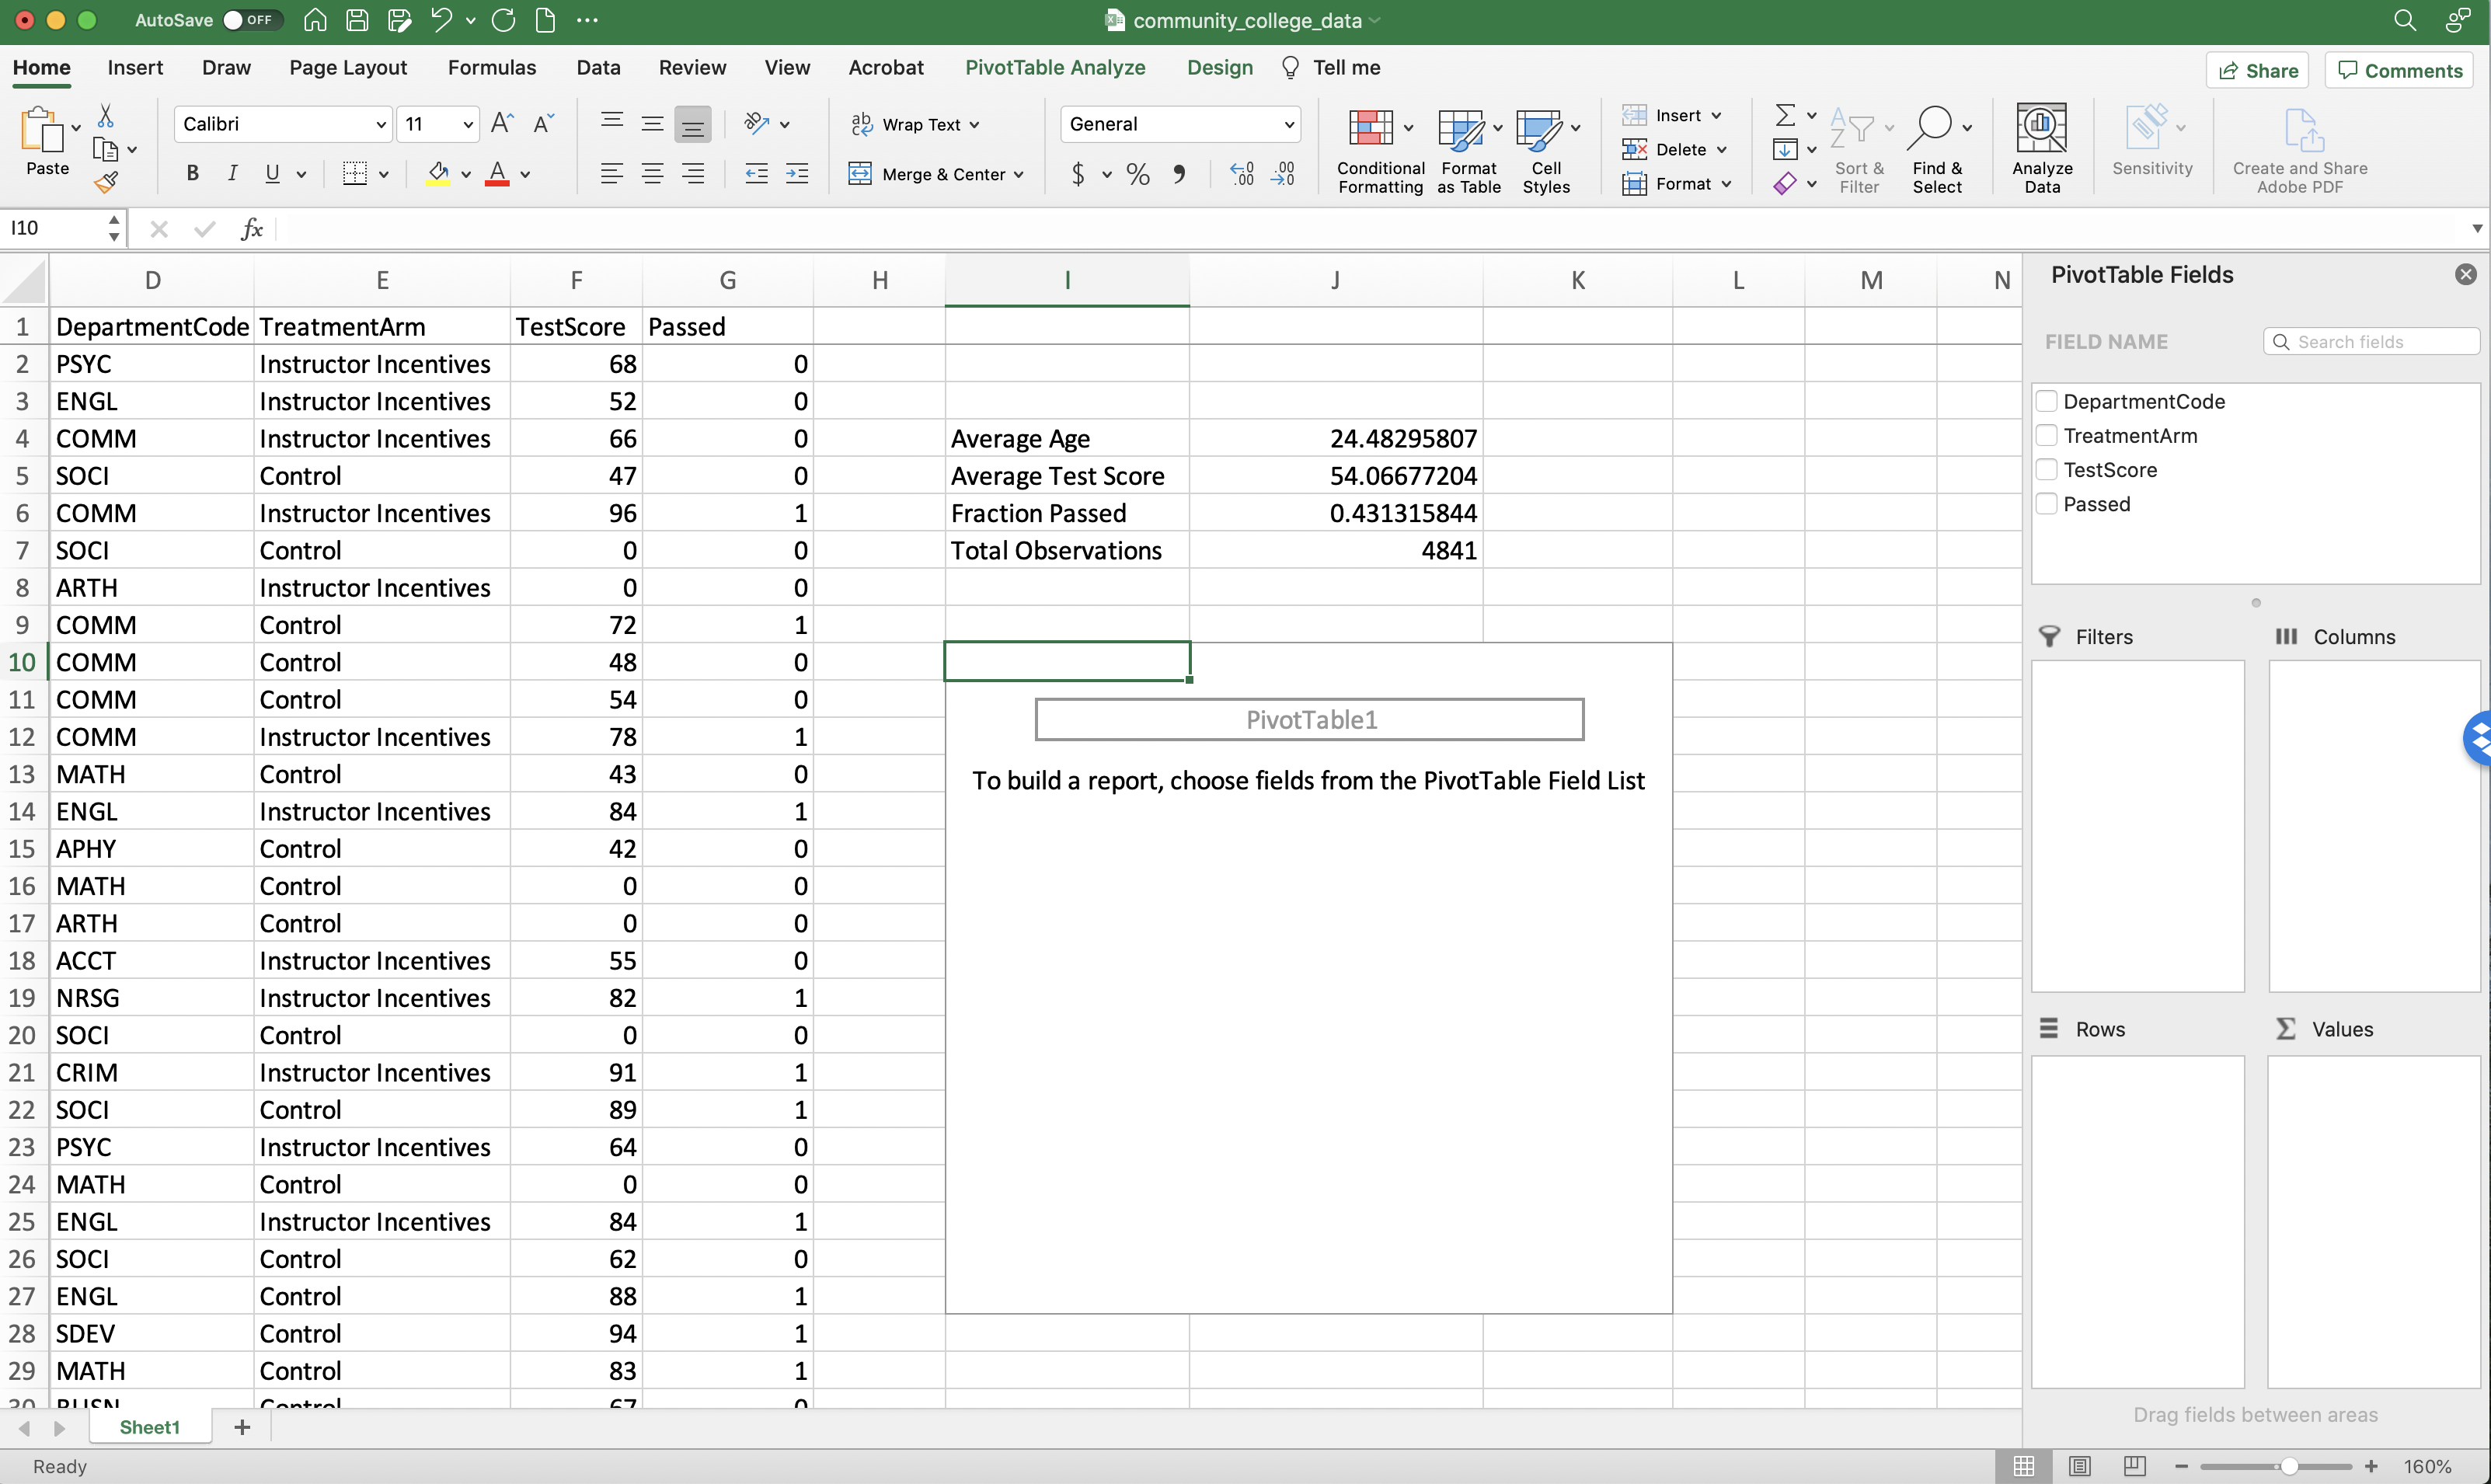 AutoSave OFF community_college_data
Home Insert Draw Page Layout Formulas Data Review View Acrobat PivotTable Analyze Design Tell me Share Comments
Paste Calibri 11 Wrap Text General Conditional Formatting Format as Table Cell Styles Insert Sort & Filter Find & Select Analyze Data Sensitivity Create and Share Adobe PDF
B I U A Merge & Center $ % Delete
Format
I10 fx
D E F G H I J K L M N
1 DepartmentCode TreatmentArm TestScore Passed
2 PSYC Instructor Incentives 68 0
3 ENGL Instructor Incentives 52 0
4 COMM Instructor Incentives 66 0 Average Age 24.48295807
5 SOCI Control 47 0 Average Test Score 54.06677204
6 COMM Instructor Incentives 96 1 Fraction Passed 0.431315844
7 SOCI Control 0 0 Total Observations 4841
8 ARTH Instructor Incentives 0 0
9 COMM Control 72 1
10 COMM Control 48 0
11 COMM Control 54 0 PivotTable1
12 COMM Instructor Incentives 78 1
13 MATH Control 43 0 To build a report, choose fields from the PivotTable Field List
14 ENGL Instructor Incentives 84 1
15 APHY Control 42 0
16 MATH Control 0 0
17 ARTH Control 0 0
18 ACCT Instructor Incentives 55 0
19 NRSG Instructor Incentives 82 1
20 SOCI Control 0 0
21 CRIM Instructor Incentives 91 1
22 SOCI Control 89 1
23 PSYC Instructor Incentives 64 0
24 MATH Control 0 0
25 ENGL Instructor Incentives 84 1
26 SOCI Control 62 0
27 ENGL Control 88 1
28 SDEV Control 94 1
29 MATH Control 83 1
30 BUSN Control 67 0
Sheet1 +
Ready 160%
PivotTable Fields
FIELD NAME Search fields
DepartmentCode
TreatmentArm
TestScore
Passed
Filters Columns
Rows Values
Drag fields between areas